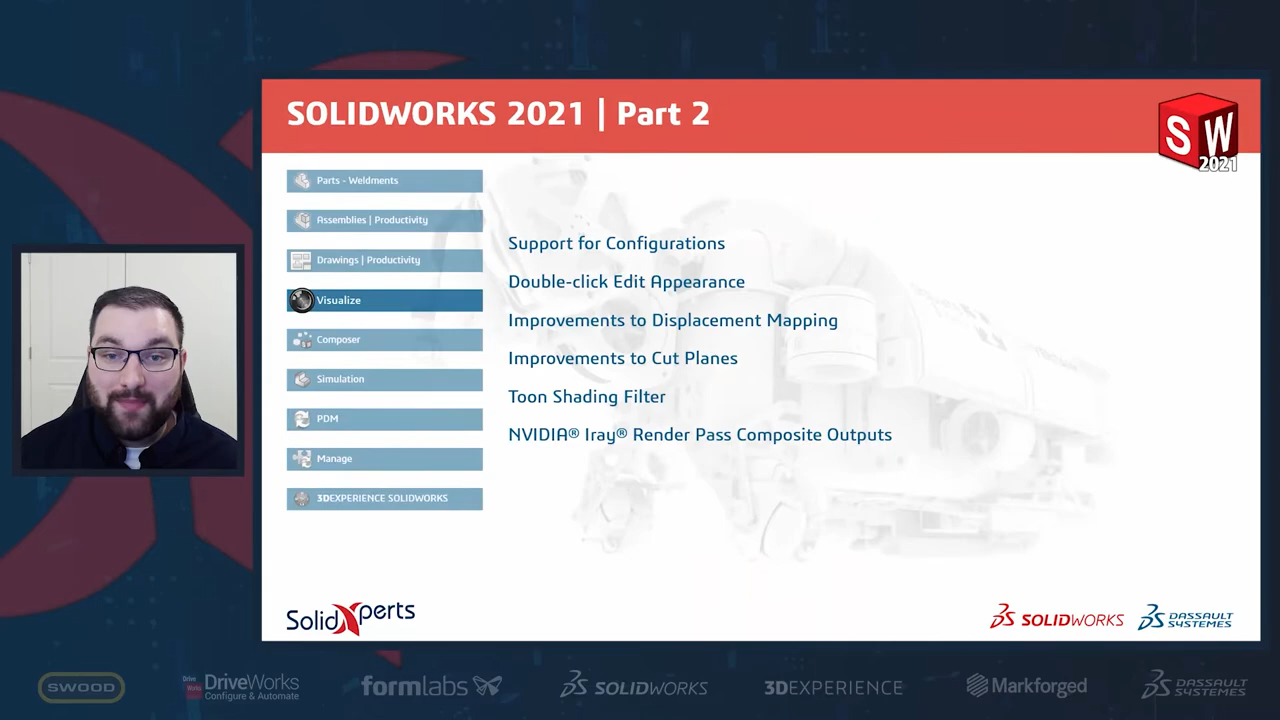 SOLIDWORKS 2021 | Part 2
SW
2021
Parts - Weldments
Assemblies | Productivity
Drawings | Productivity
Visualize
Composer
Simulation
PDM
Manage
3DEXPERIENCE SOLIDWORKS
Support for Configurations
Double-click Edit Appearance
Improvements to Displacement Mapping
Improvements to Cut Planes
Toon Shading Filter
NVIDIA® Iray® Render Pass Composite Outputs
SolidXperts
SOLIDWORKS
DASSAULT SYSTEMES
SWOOD
Drive Works DriveWorks
Configure & Automate
formlabs
SOLIDWORKS
3DEXPERIENCE
Markforged
DASSAULT SYSTEMES